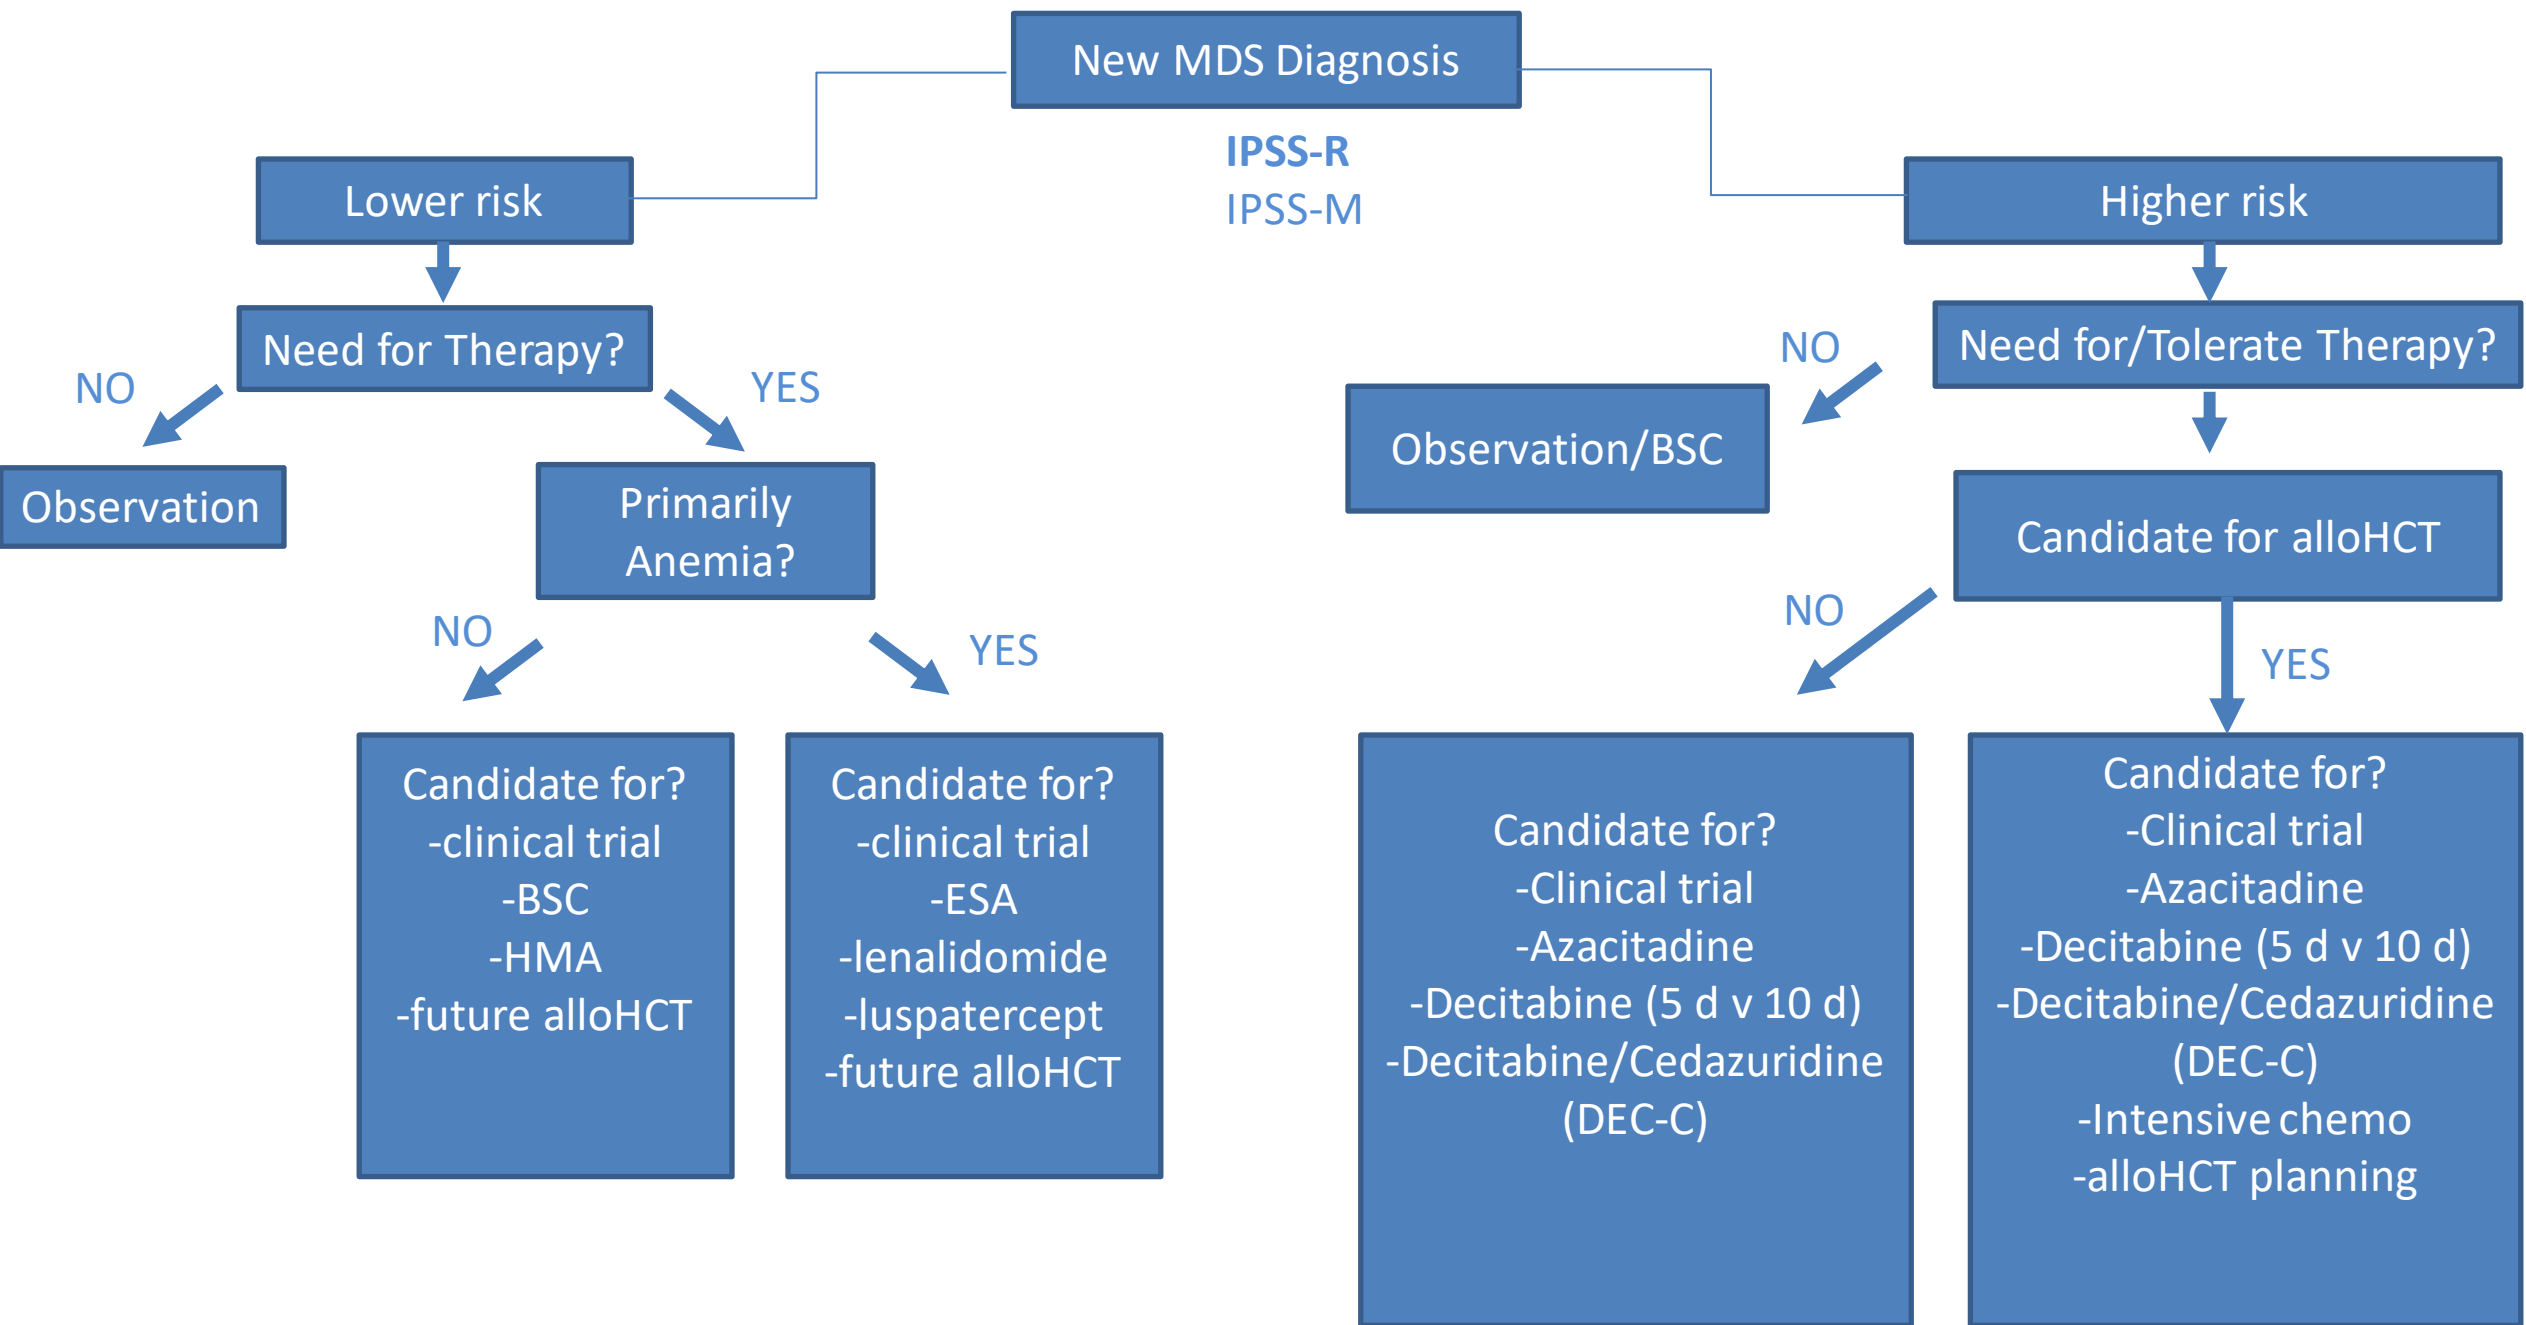 New MDS Diagnosis
IPSS-R
IPSS-M
Lower risk
Need for Therapy?
NO
YES
Observation
Primarily
Anemia?
NO
YES
Candidate for?
-clinical trial
-BSC
-HMA
-future alloHCT
Candidate for?
-clinical trial
-ESA
-lenalidomide
-luspatercept
-future alloHCT
Higher risk
Need for/Tolerate Therapy?
NO
Observation/BSC
Candidate for alloHCT
NO
YES
Candidate for?
-Clinical trial
-Azacitadine
-Decitabine (5 d v 10 d)
-Decitabine/Cedazuridine
(DEC-C)
Candidate for?
-Clinical trial
-Azacitadine
-Decitabine (5 d v 10 d)
-Decitabine/Cedazuridine
(DEC-C)
-Intensive chemo
-alloHCT planning